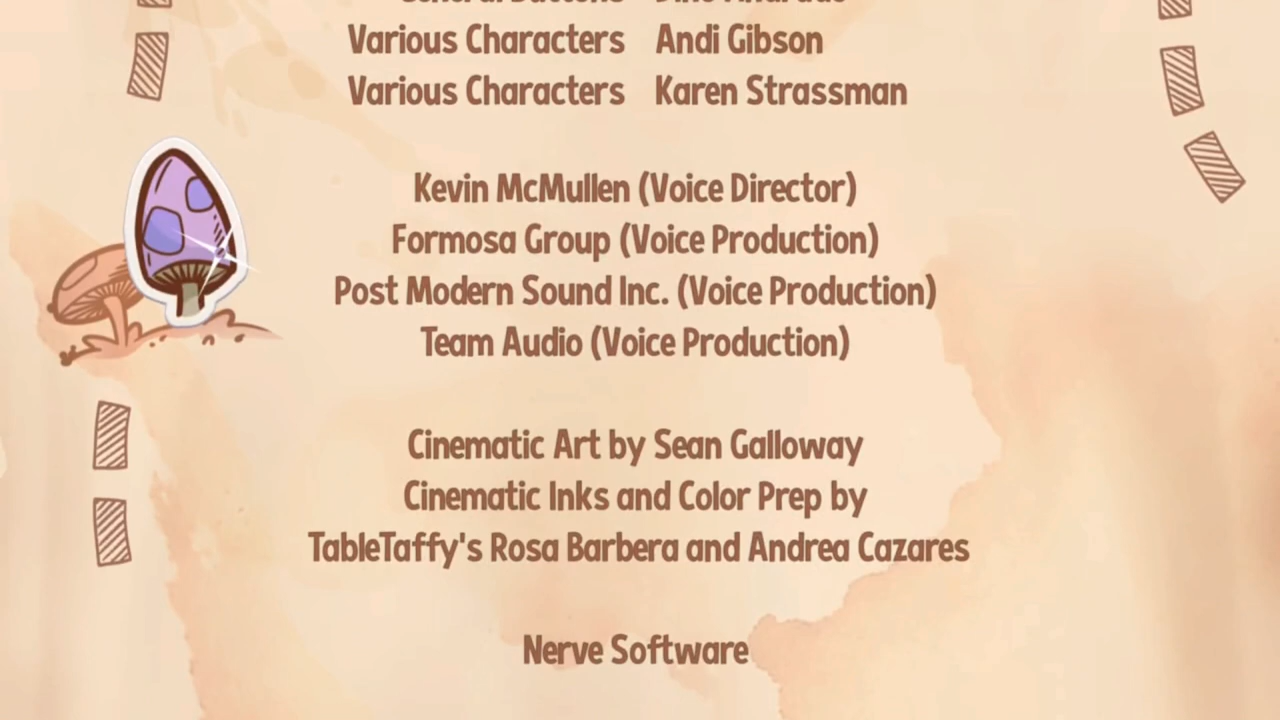 Various Characters Andi Gibson
Various Characters Karen Strassman
Kevin McMullen (Voice Director)
Formosa Group (Voice Production)
Post Modern Sound Inc. (Voice Production)
Team Audio (Voice Production)
Cinematic Art by Sean Galloway
Cinematic Inks and Color Prep by
TableTaffy's Rosa Barbera and Andrea Cazares
Nerve Software